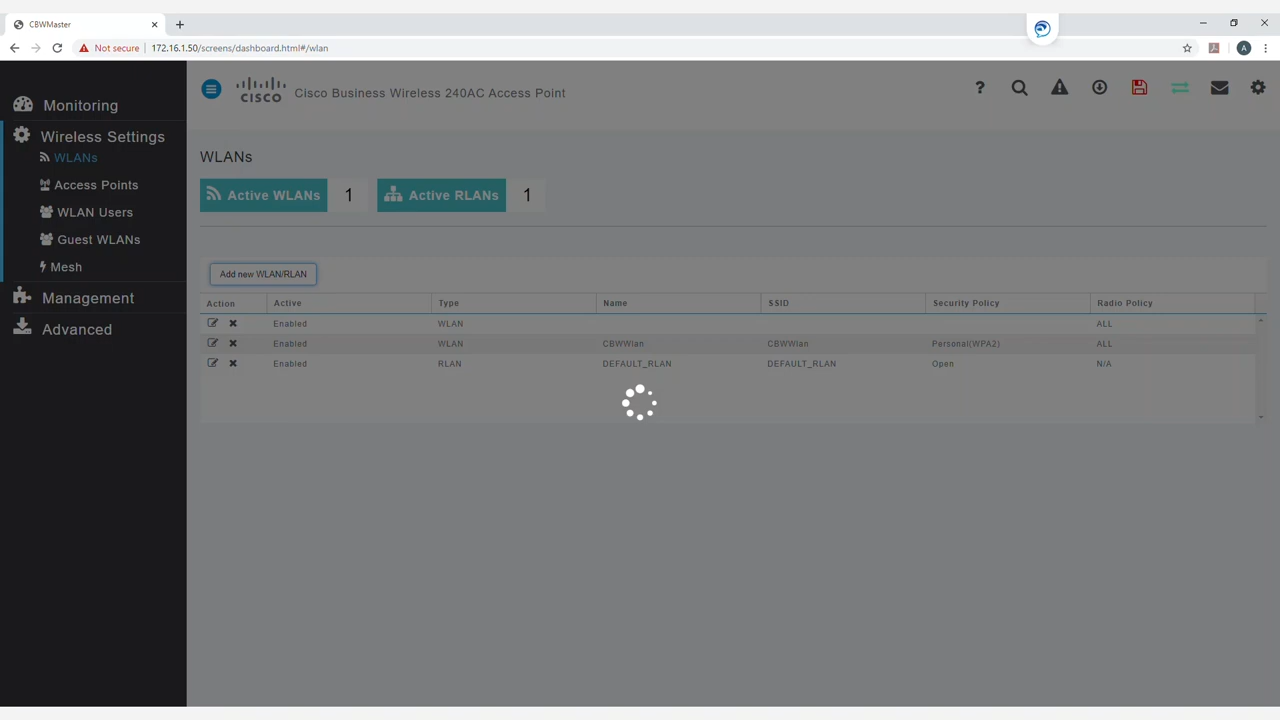 CBWMaster
Not secure 172.16.1.50/screens/dashboard.html#/wlan
A
CISCO Cisco Business Wireless 240AC Access Point
Monitoring
Wireless Settings
WLANs
Access Points
WLAN Users
Guest WLANs
Mesh
Management
Advanced
WLANs
Active WLANs 1 Active RLANs 1
Add new WLAN/RLAN
Action Active Type Name SSID Security Policy Radio Policy
Enabled WLAN ALL
Enabled WLAN CBWWlan CBWWlan Personal(WPA2) ALL
Enabled RLAN DEFAULT_RLAN DEFAULT_RLAN Open N/A